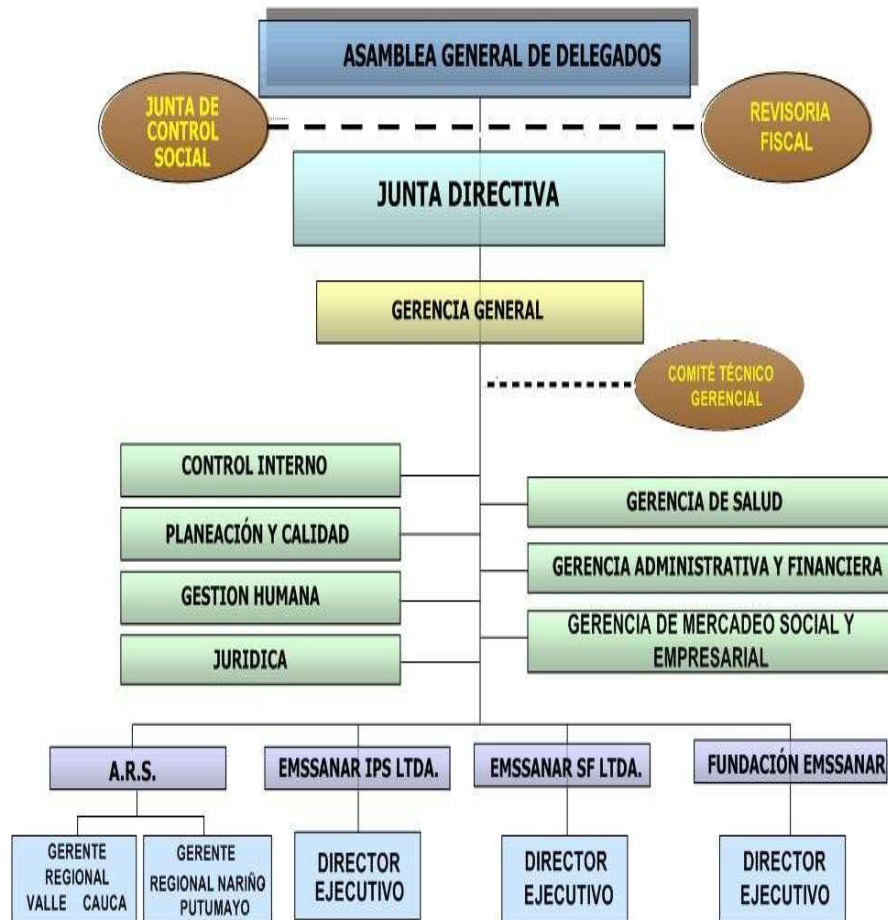 ASAMBLEA GENERAL DE DELEGADOS
JUNTA DE
CONTROL
SOCIAL
REVISORIA
FISCAL
JUNTA DIRECTIVA
GERENCIA GENERAL
COMITÉ TÉCNICO
GERENCIAL
CONTROL INTERNO
PLANEACIÓN Y CALIDAD
GESTION HUMANA
JURIDICA
GERENCIA DE SALUD
GERENCIA ADMINISTRATIVA Y FINANCIERA
GERENCIA DE MERCADEO SOCIAL Y
EMPRESARIAL
A.R.S.
EMSSANAR IPS LTDA.
EMSSANAR SF LTDA.
FUNDACIÓN EMSSANAR
GERENTE
REGIONAL
VALLE CAUCA
GERENTE
REGIONAL NARIÑO
PUTUMAYO
DIRECTOR
EJECUTIVO
DIRECTOR
EJECUTIVO
DIRECTOR
EJECUTIVO